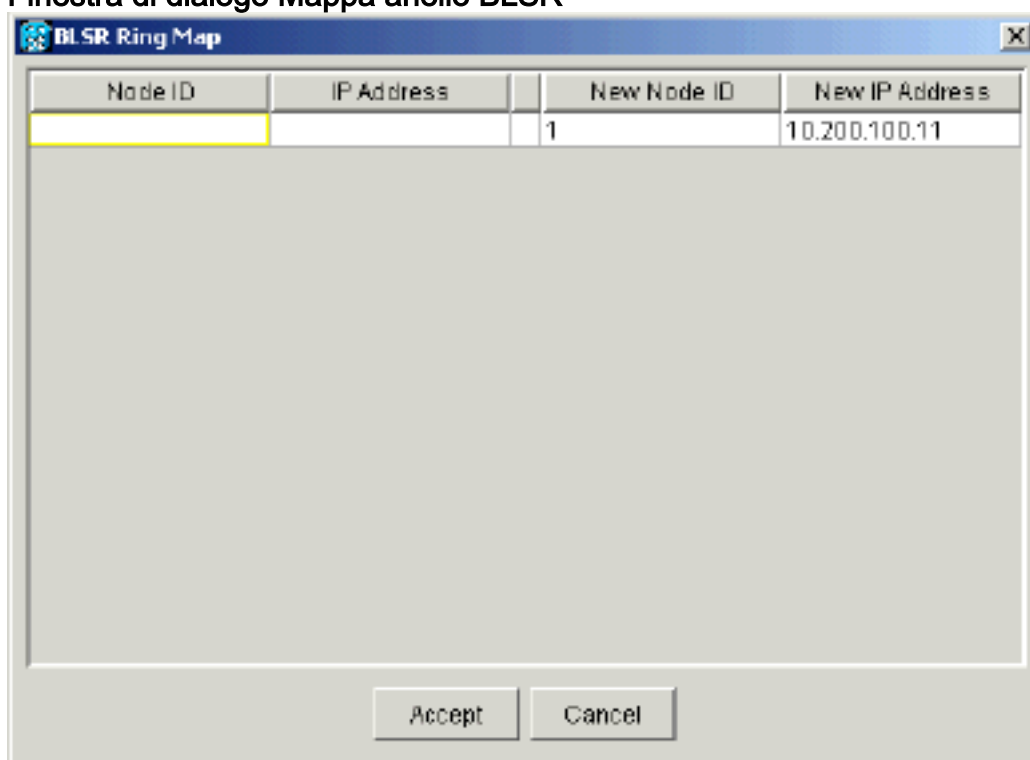 Finestra di dialogo Mappa anello BLSR
BLSR Ring Map
Node ID IP Address New Node ID New IP Address
1 10.200.100.11
Accept Cancel